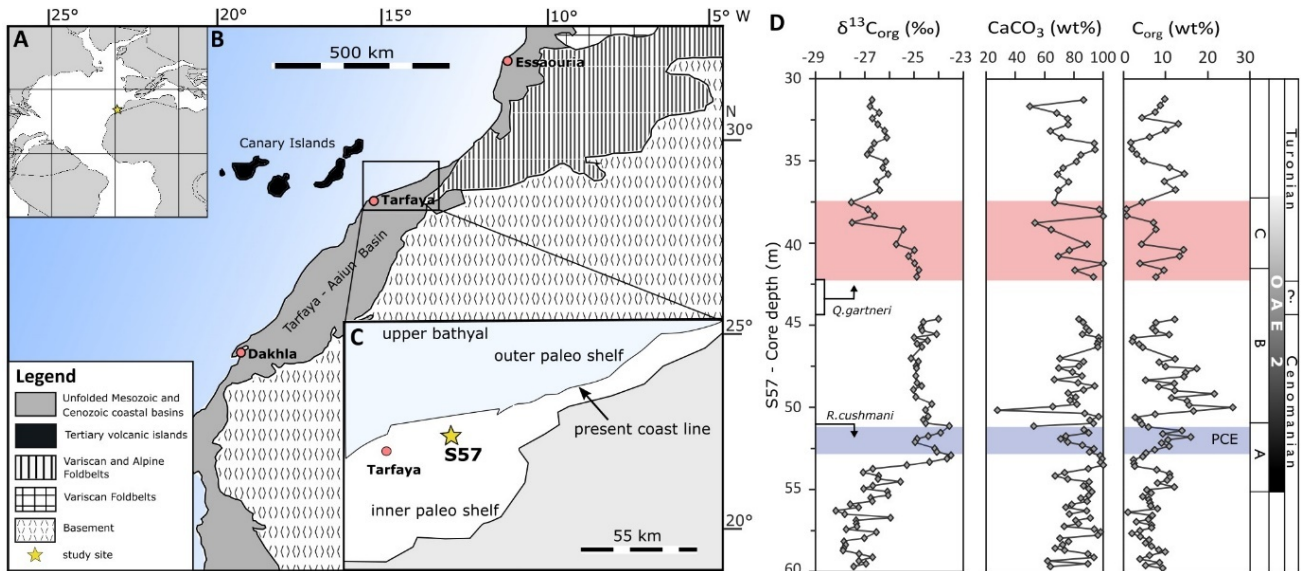 25°
20°
15°
10°
5°
W
A
B
500 km
Essaouria
N
30°
Canary Islands
Tarfaya
Tarfaya - Aaiun Basin
25°
Dakhla
20°
C
upper bathyal
outer paleo shelf
present coast line
S57
Tarfaya
inner paleo shelf
55 km
Legend
Unfolded Mesozoic and
Cenozoic coastal basins
Tertiary volcanic islands
Variscan and Alpine
Foldbelts
Variscan Foldbelts
Basement
study site
D
δ13Corg (‰)
CaCO3 (wt%)
Corg (wt%)
-29 -27 -25 -23
20 40 60 80 100
0 10 20 30
S57 - Core depth (m)
30
35
40
45
50
55
60
Q.gartneri
R.cushmani
PCE
C
B
A
OAE 2
Turonian
?
Cenomanian